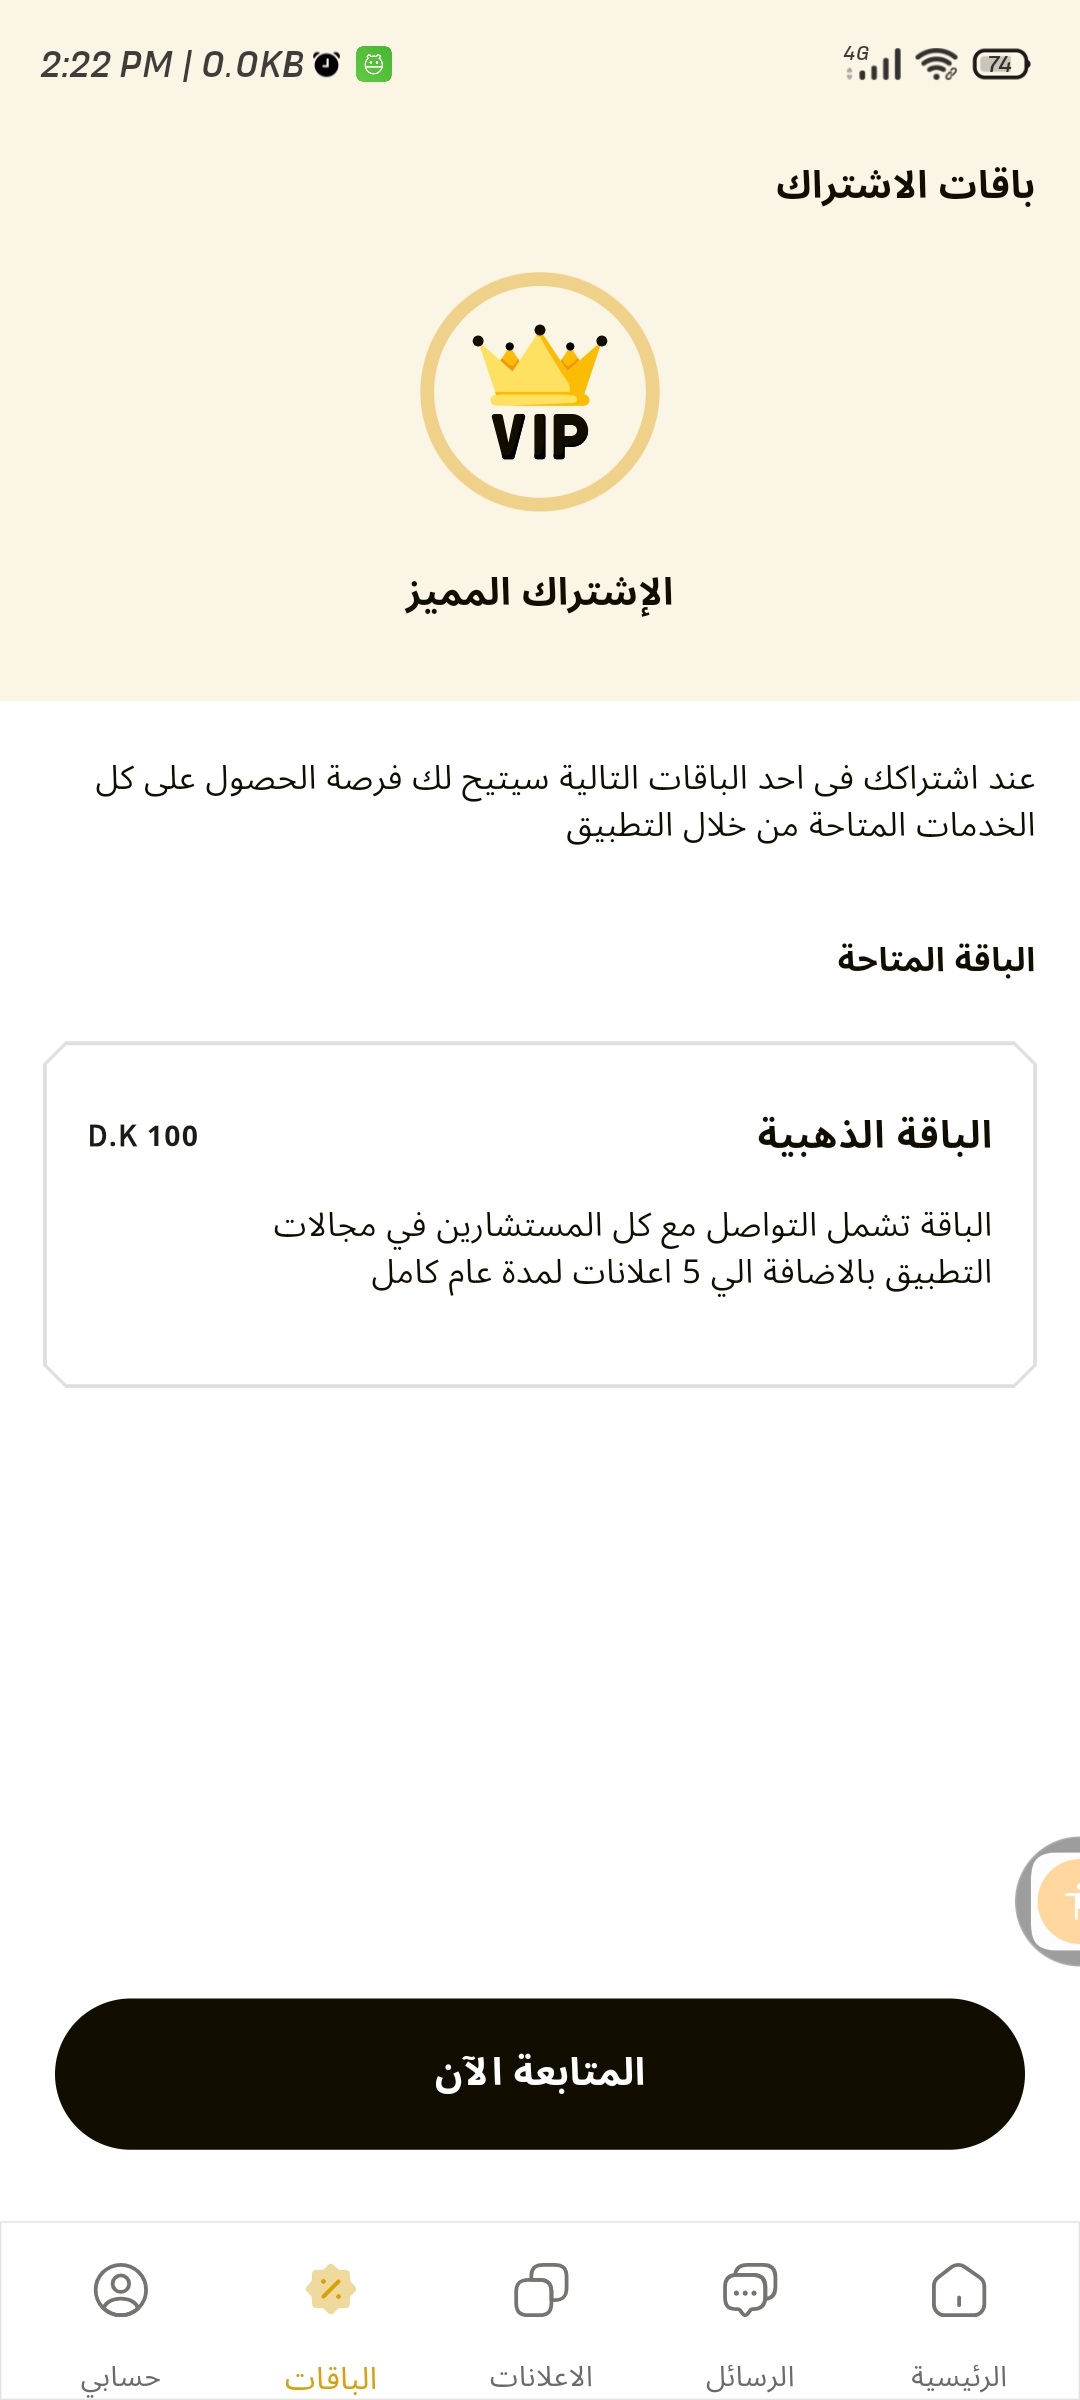 2:22 PM | 0.0KB
4G
74
باقات الاشتراك
VIP
الإشتراك المميز
عند اشتراكك فى احد الباقات التالية سيتيح لك فرصة الحصول على كل
الخدمات المتاحة من خلال التطبيق
الباقة المتاحة
الباقة الذهبية
D.K 100
الباقة تشمل التواصل مع كل المستشارين في مجالات
التطبيق بالاضافة الي 5 اعلانات لمدة عام كامل
المتابعة الآن
الرئيسية
الرسائل
الاعلانات
الباقات
حسابي